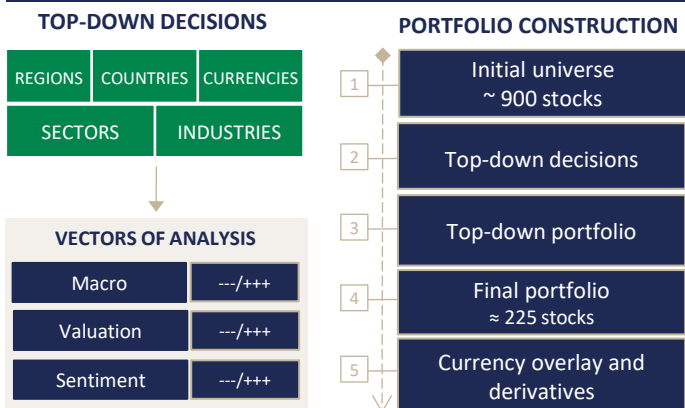 TOP-DOWN DECISIONS
REGIONS COUNTRIES CURRENCIES
SECTORS INDUSTRIES
VECTORS OF ANALYSIS
Macro ---/+++
Valuation ---/+++
Sentiment ---/+++
PORTFOLIO CONSTRUCTION
1 Initial universe
~ 900 stocks
2 Top-down decisions
3 Top-down portfolio
4 Final portfolio
≈ 225 stocks
5 Currency overlay and
derivatives